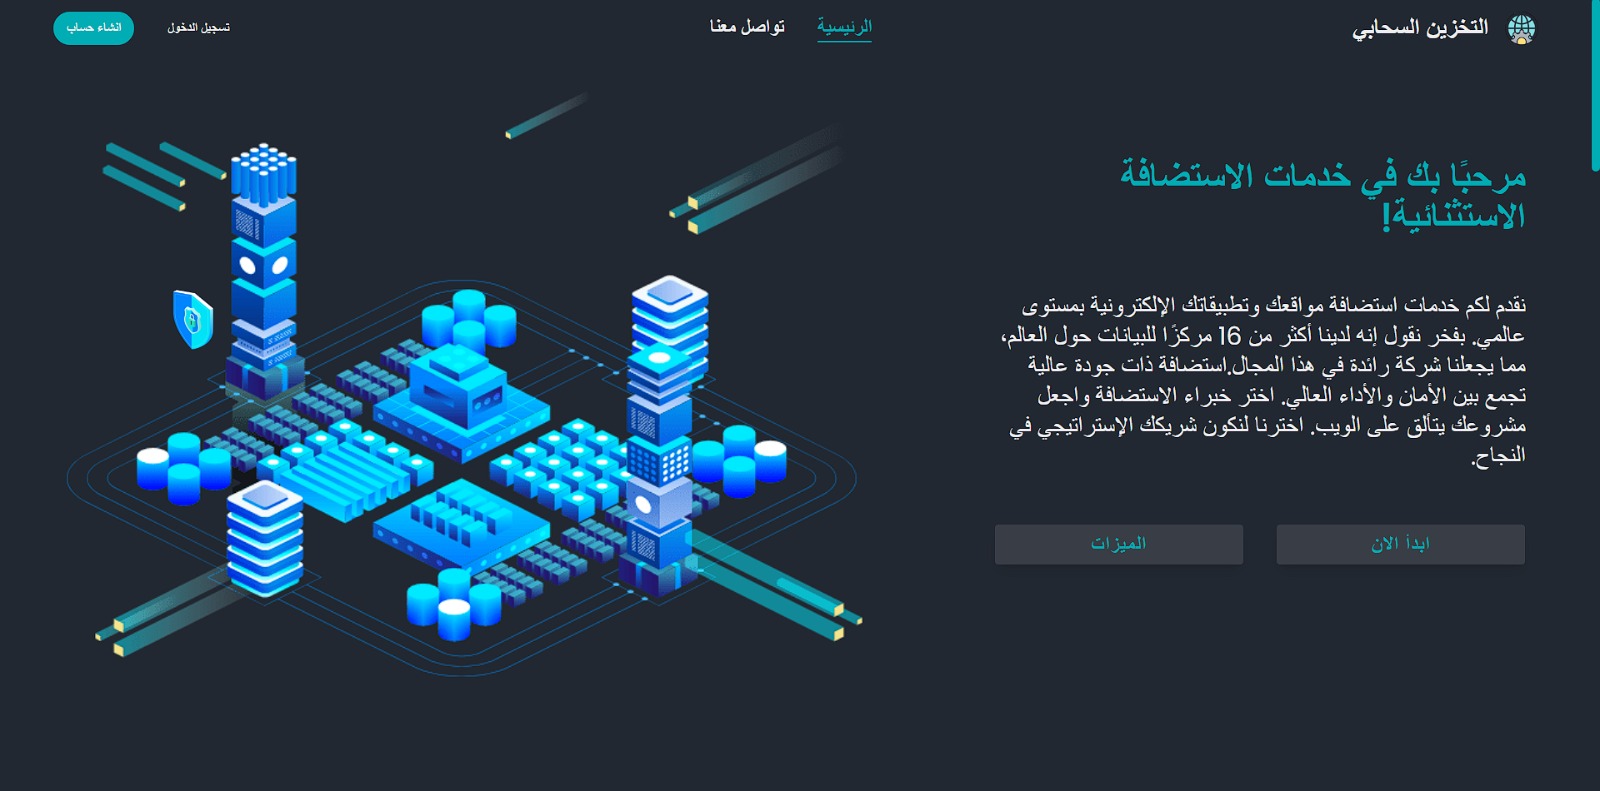 التخزين السحابي
الرئيسية
تواصل معنا
تسجيل الدخول
انشاء حساب
مرحبًا بك في خدمات الاستضافة
الاستثنائية!
نقدم لكم خدمات استضافة مواقعك وتطبيقاتك الإلكترونية بمستوى
عالمي. بفخر نقول إنه لدينا أكثر من 16 مركزًا للبيانات حول العالم،
مما يجعلنا شركة رائدة في هذا المجال.استضافة ذات جودة عالية
تجمع بين الأمان والأداء العالي. اختر خبراء الاستضافة واجعل
مشروعك يتألق على الويب. اخترنا لنكون شريكك الإستراتيجي في
النجاح.
ابدأ الان
الميزات